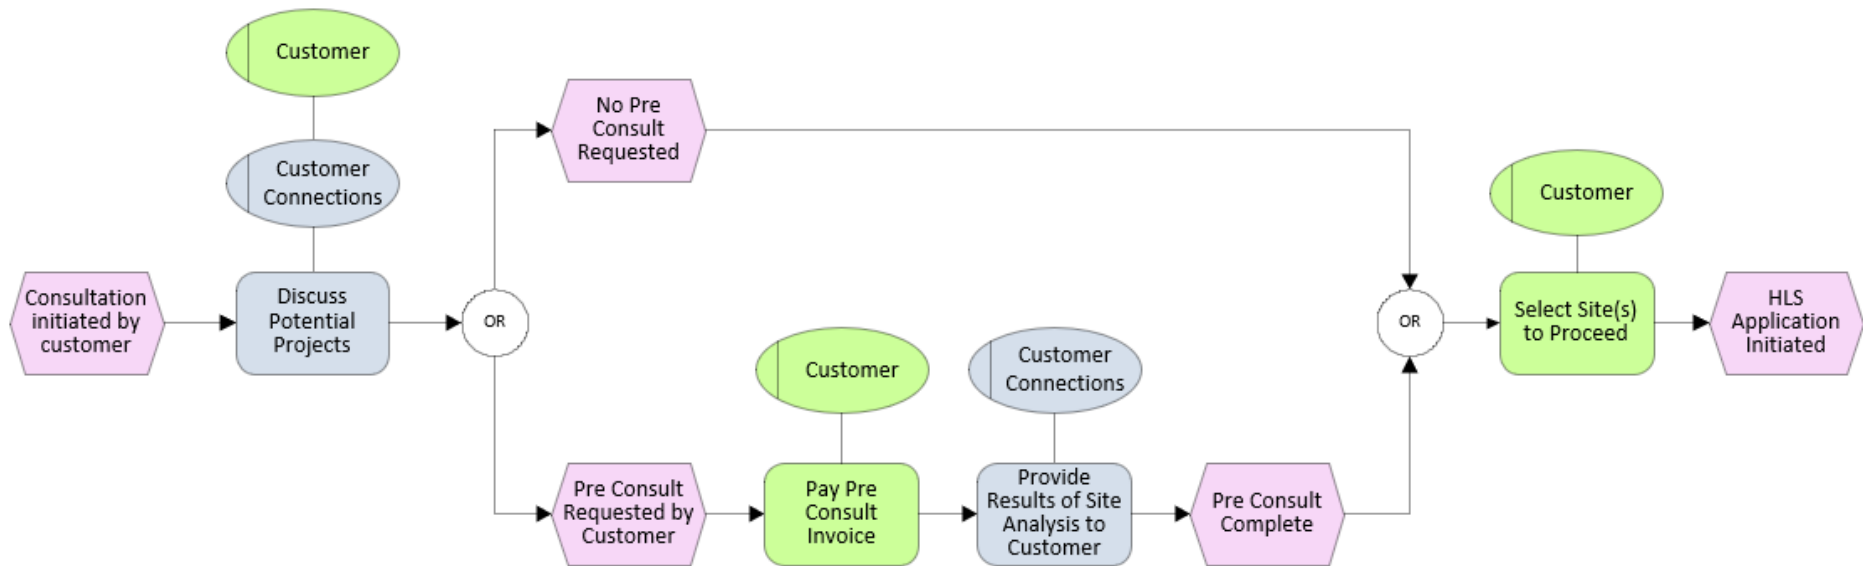 Customer
Customer
Connections
Consultation
initiated by
customer
Discuss
Potential
Projects
OR
No Pre
Consult
Requested
Pre Consult
Requested by
Customer
Customer
Pay Pre
Consult
Invoice
Customer
Connections
Provide
Results of Site
Analysis to
Customer
Pre Consult
Complete
OR
Customer
Select Site(s)
to Proceed
HLS
Application
Initiated